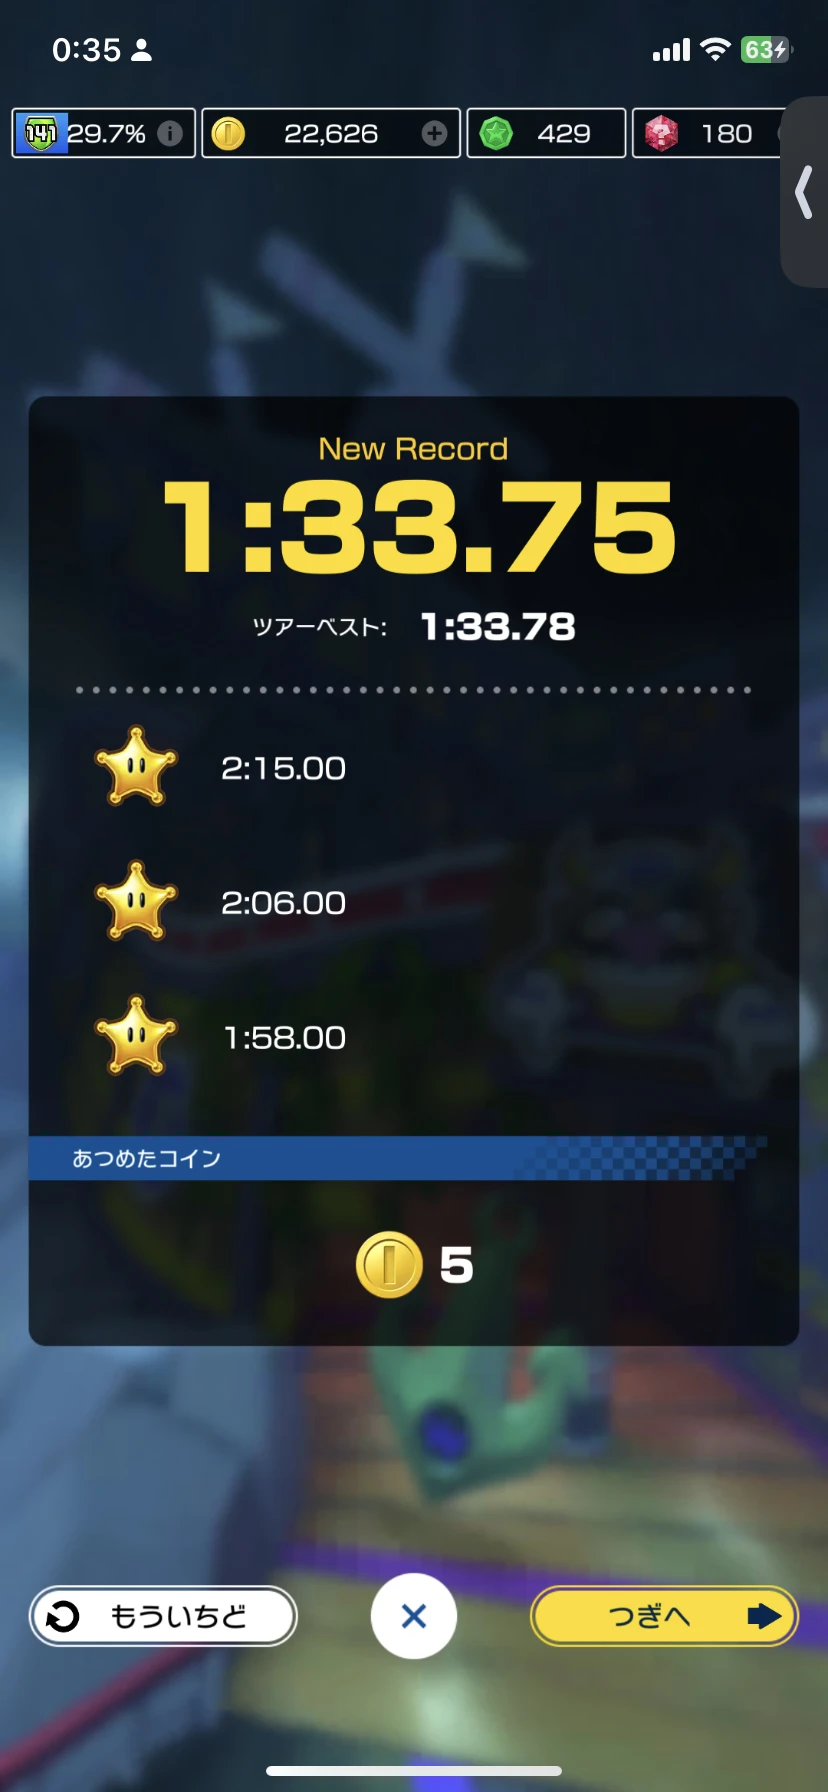 0:35
63
141 29.7% i 22,626 + 429 ? 180
New Record
1:33.75
ツアーベスト: 1:33.78
2:15.00
2:06.00
1:58.00
あつめたコイン
5
もういちど × つぎへ